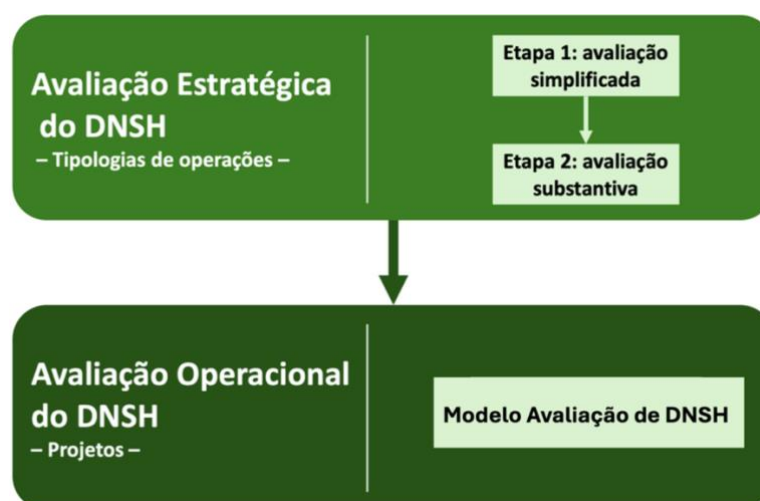 Avaliação Estratégica
do DNSH
– Tipologias de operações –
Etapa 1: avaliação
simplificada
Etapa 2: avaliação
substantiva
Avaliação Operacional
do DNSH
– Projetos –
Modelo Avaliação de DNSH